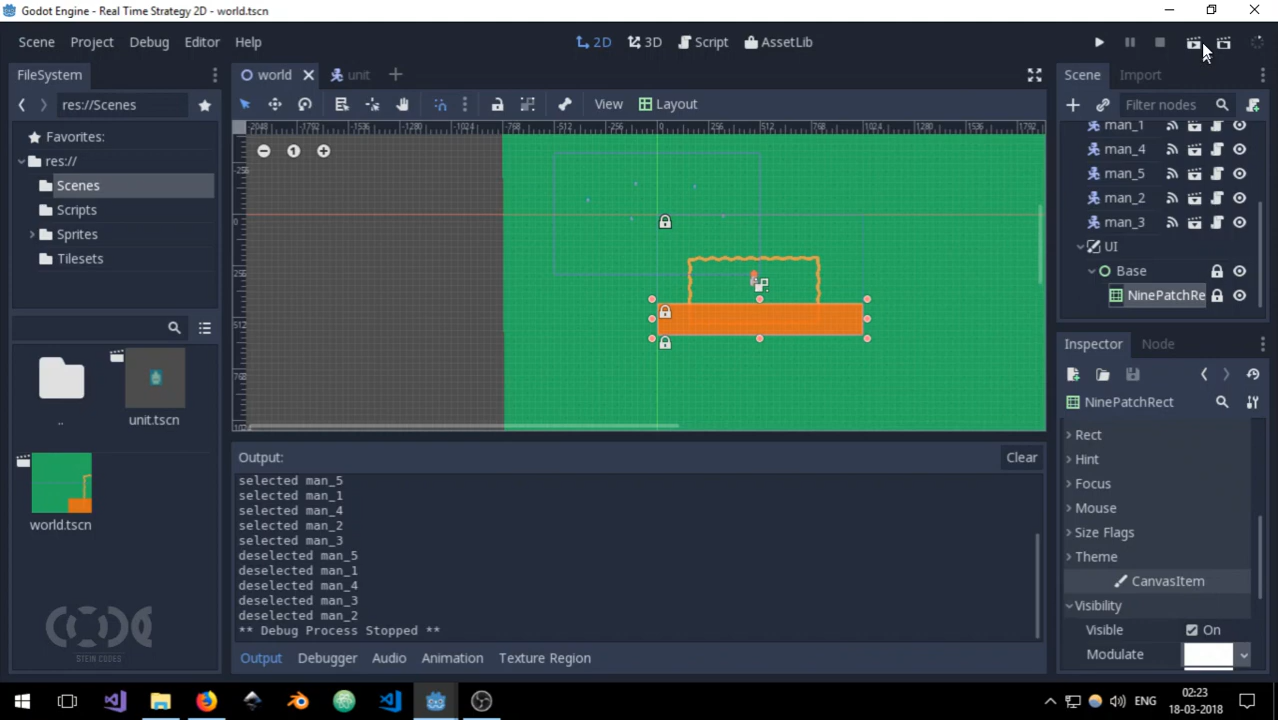 Godot Engine - Real Time Strategy 2D - world.tscn
Scene Project Debug Editor Help
2D 3D Script AssetLib
FileSystem
world unit
Scene Import
res://Scenes
View Layout
Filter nodes
Favorites:
res://
Scenes
Scripts
Sprites
Tilesets
man_1
man_4
man_5
man_2
man_3
UI
Base
NinePatchRe
Inspector Node
NinePatchRect
Rect
Hint
Focus
Mouse
Size Flags
Theme
CanvasItem
Visibility
Visible On
Modulate
..
unit.tscn
world.tscn
Output:
Clear
selected man_5
selected man_1
selected man_4
selected man_2
selected man_3
deselected man_5
deselected man_1
deselected man_4
deselected man_3
deselected man_2
** Debug Process Stopped **
Output Debugger Audio Animation Texture Region
STEIN CODES
ENG
02:23
18-03-2018